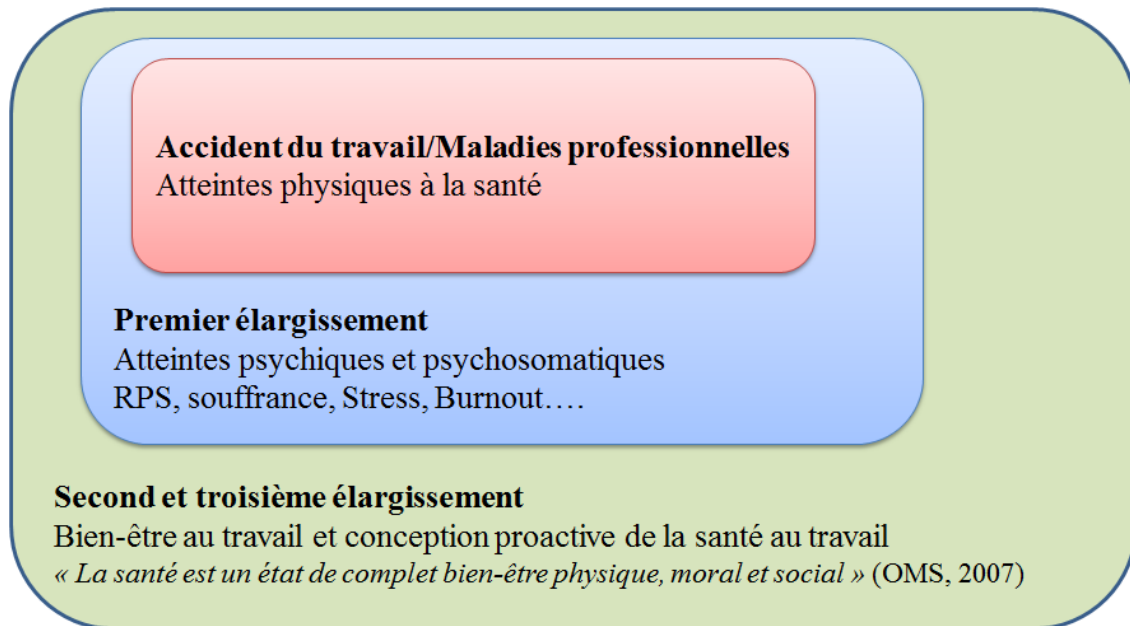 Accident du travail/Maladies professionnelles
Atteintes physiques à la santé
Premier élargissement
Atteintes psychiques et psychosomatiques
RPS, souffrance, Stress, Burnout….
Second et troisième élargissement
Bien-être au travail et conception proactive de la santé au travail
« La santé est un état de complet bien-être physique, moral et social » (OMS, 2007)